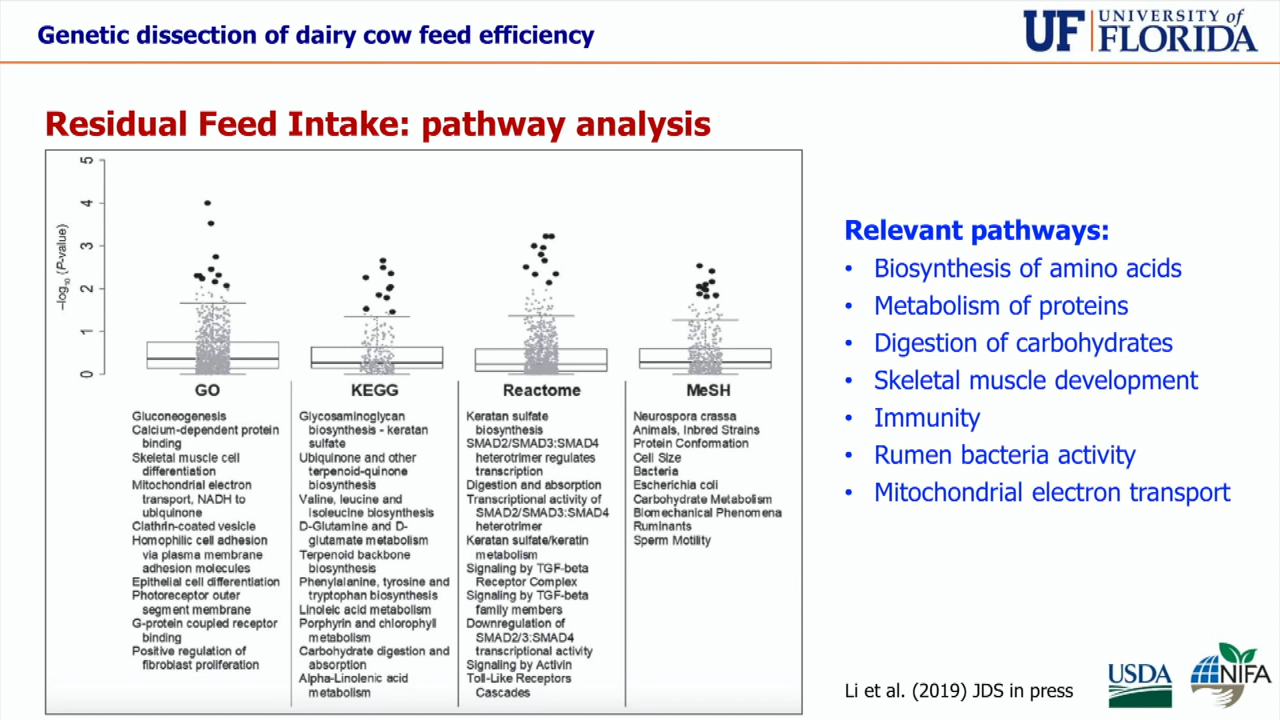 Genetic dissection of dairy cow feed efficiency
UF UNIVERSITY of
FLORIDA
Residual Feed Intake: pathway analysis
−log10 (P-value)
5
4
3
2
1
0
GO
Gluconeogenesis
Calcium-dependent protein
binding
Skeletal muscle cell
differentiation
Mitochondrial electron
transport, NADH to
ubiquinone
Clathrin-coated vesicle
Homophilic cell adhesion
via plasma membrane
adhesion molecules
Epithelial cell differentiation
Photoreceptor outer
segment membrane
G-protein coupled receptor
binding
Positive regulation of
fibroblast proliferation
KEGG
Glycosaminoglycan
biosynthesis - keratan
sulfate
Ubiquinone and other
terpenoid-quinone
biosynthesis
Valine, leucine and
Isoleucine biosynthesis
D-Glutamine and D-
glutamate metabolism
Terpenoid backbone
biosynthesis
Phenylalanine, tyrosine and
tryptophan biosynthesis
Linoleic acid metabolism
Porphyrin and chlorophyll
metabolism
Carbohydrate digestion and
absorption
Alpha-Linolenic acid
metabolism
Reactome
Keratan sulfate
biosynthesis
SMAD2/SMAD3:SMAD4
heterotrimer regulates
transcription
Digestion and absorption
Transcriptional activity of
SMAD2/SMAD3:SMAD4
heterotrimer
Keratan sulfate/keratin
metabolism
Signaling by TGF-beta
Receptor Complex
Signaling by TGF-beta
family members
Downregulation of
SMAD2/3:SMAD4
transcriptional activity
Signaling by Activin
Toll-Like Receptors
Cascades
MeSH
Neurospora crassa
Animals, Inbred Strains
Protein Conformation
Cell Size
Bacteria
Escherichia coli
Carbohydrate Metabolism
Biomechanical Phenomena
Ruminants
Sperm Motility
Relevant pathways:
• Biosynthesis of amino acids
• Metabolism of proteins
• Digestion of carbohydrates
• Skeletal muscle development
• Immunity
• Rumen bacteria activity
• Mitochondrial electron transport
Li et al. (2019) JDS in press
USDA
NIFA